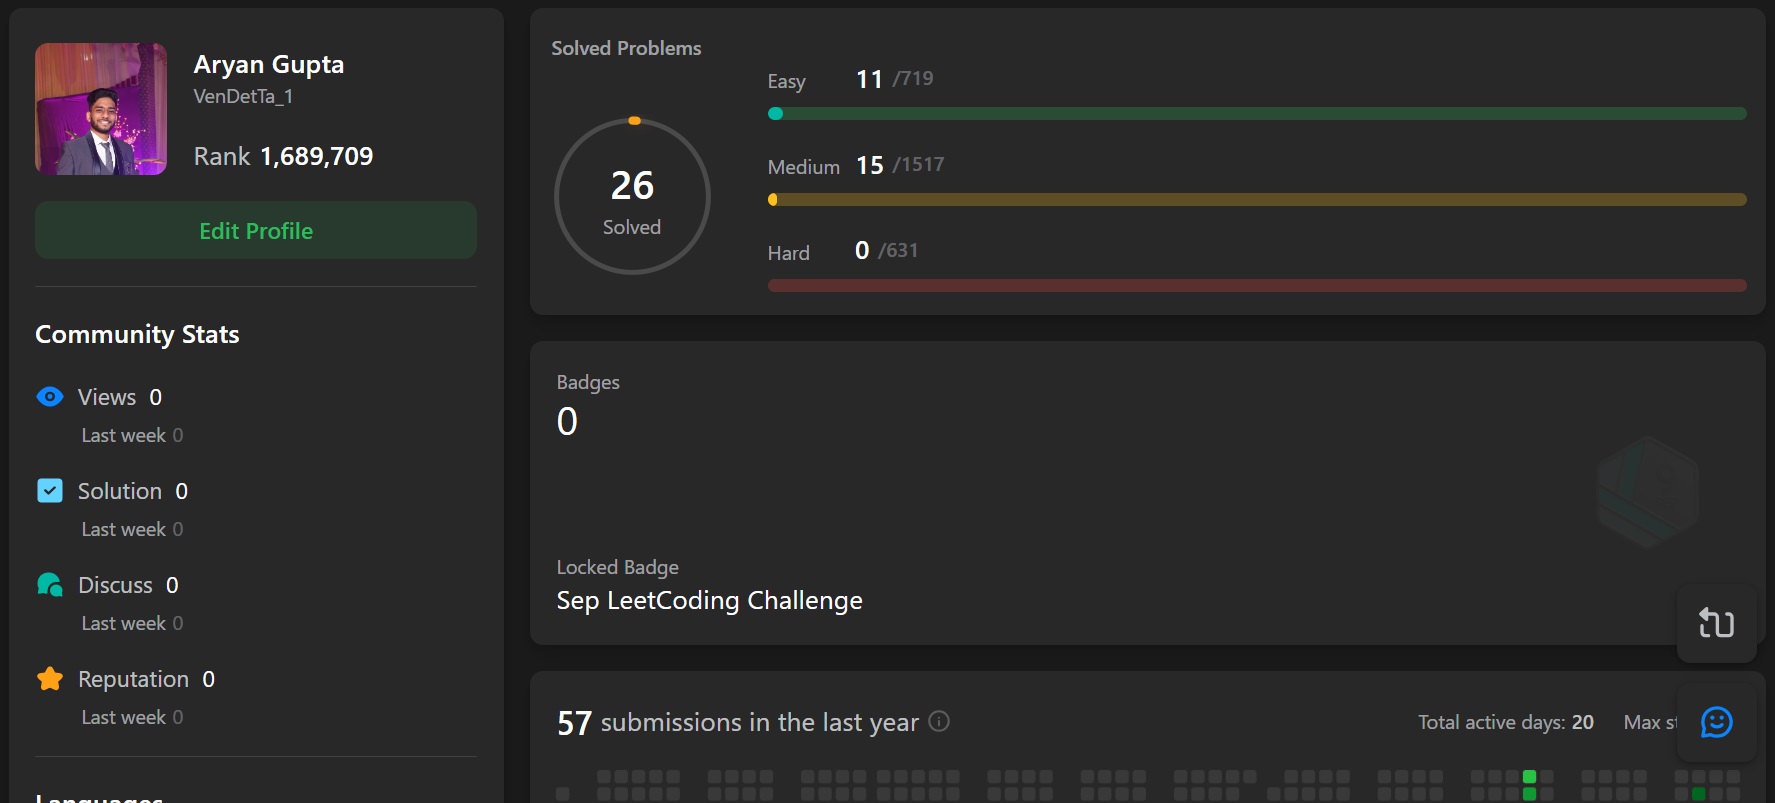 Aryan Gupta
VenDetTa_1
Rank 1,689,709
Edit Profile
Community Stats
Views 0
Last week 0
Solution 0
Last week 0
Discuss 0
Last week 0
Reputation 0
Last week 0
Languages
Solved Problems
26
Solved
Easy 11 /719
Medium 15 /1517
Hard 0 /631
Badges
0
Locked Badge
Sep LeetCoding Challenge
57 submissions in the last year
Total active days: 20 Max